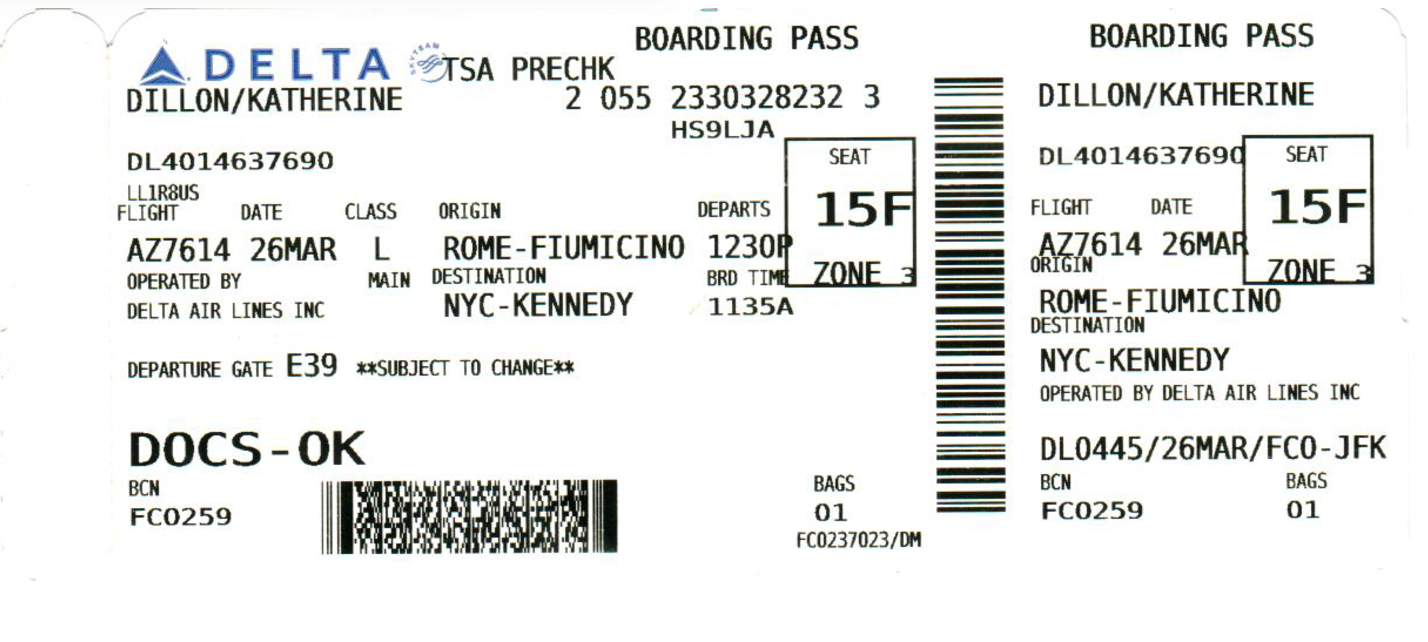 BOARDING PASS
DELTA SKYTEAM TSA PRECHK
DILLON/KATHERINE 2 055 2330328232 3
HS9LJA
DL4014637690 SEAT
LL1R8US 15F
FLIGHT DATE CLASS ORIGIN DEPARTS
AZ7614 26MAR L ROME-FIUMICINO 1230P
OPERATED BY MAIN DESTINATION BRD TIME ZONE 3
DELTA AIR LINES INC NYC-KENNEDY 1135A
DEPARTURE GATE E39 **SUBJECT TO CHANGE**
DOCS-OK
BCN BAGS
FC0259 01
FC0237023/DM
BOARDING PASS
DILLON/KATHERINE
DL4014637690 SEAT
15F
FLIGHT DATE
AZ7614 26MAR
ORIGIN ZONE 3
ROME-FIUMICINO
DESTINATION
NYC-KENNEDY
OPERATED BY DELTA AIR LINES INC
DL0445/26MAR/FCO-JFK
BCN BAGS
FC0259 01